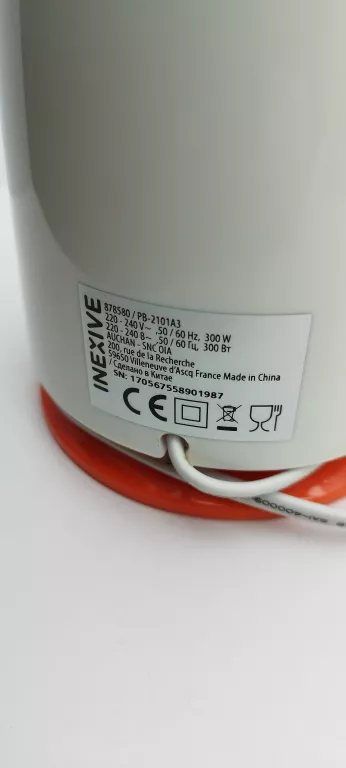 INEXIVE
878580 / PB-2101A3
220 - 240 V~ ,50 / 60 Hz, 300 W
220 - 240 В~ ,50 / 60 Гц, 300 Вт
AUCHAN - SNC OIA
200, rue de la Recherche
59650 Villeneuve d'Ascq France Made in China
/ Сделано в Китае
SN: 170567558901987
CE